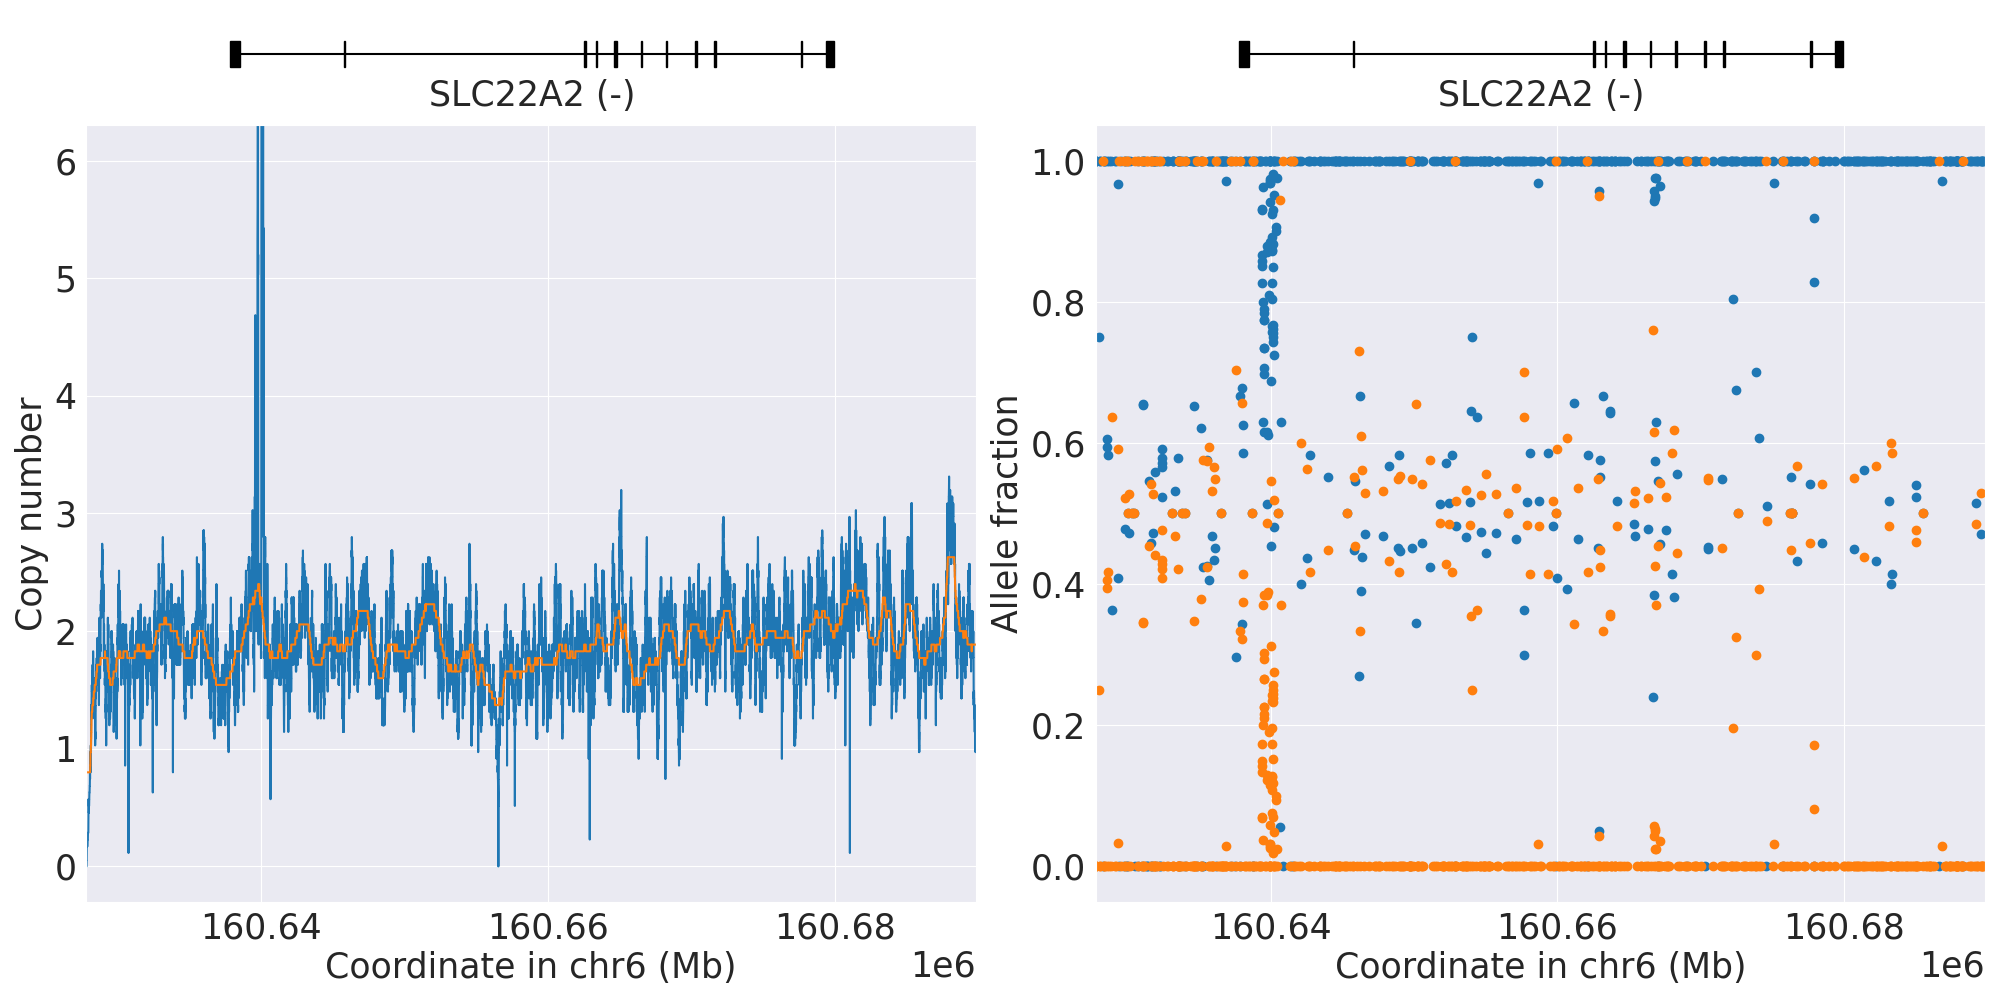 SLC22A2 (-)
6
5
4
3
2
1
0
Copy number
160.64
160.66
160.68
Coordinate in chr6 (Mb)
1e6
SLC22A2 (-)
1.0
0.8
0.6
0.4
0.2
0.0
Allele fraction
160.64
160.66
160.68
Coordinate in chr6 (Mb)
1e6